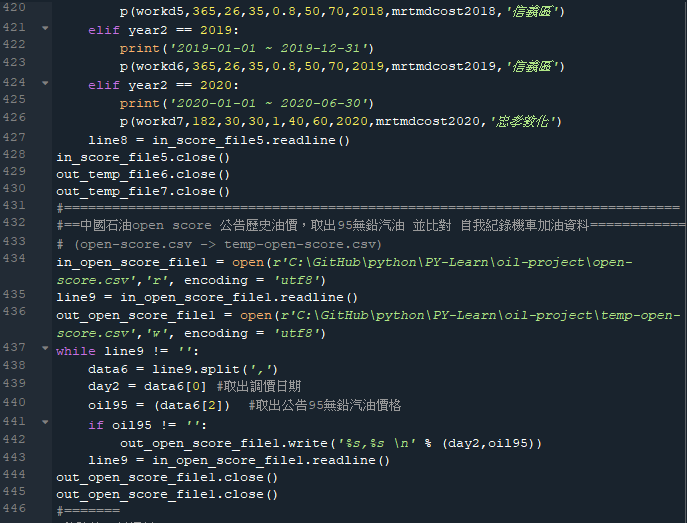 420 p(workd5,365,26,35,0.8,50,70,2018,mrtmdcost2018,'信義區')
421 elif year2 == 2019:
422 print('2019-01-01 ~ 2019-12-31')
423 p(workd6,365,26,35,0.8,50,70,2019,mrtmdcost2019,'信義區')
424 elif year2 == 2020:
425 print('2020-01-01 ~ 2020-06-30')
426 p(workd7,182,30,30,1,40,60,2020,mrtmdcost2020,'忠孝敦化')
427 line8 = in_score_file5.readline()
428 in_score_file5.close()
429 out_temp_file6.close()
430 out_temp_file7.close()
431 #==============================================================================
432 #==中國石油open score 公告歷史油價，取出95無鉛汽油 並比對 自我紀錄機車加油資料============
433 # (open-score.csv -> temp-open-score.csv)
434 in_open_score_file1 = open(r'C:\GitHub\python\PY-Learn\oil-project\open-
score.csv','r', encoding = 'utf8')
435 line9 = in_open_score_file1.readline()
436 out_open_score_file1 = open(r'C:\GitHub\python\PY-Learn\oil-project\temp-open-
score.csv','w', encoding = 'utf8')
437 while line9 != '':
438 data6 = line9.split(',')
439 day2 = data6[0] #取出調價日期
440 oil95 = (data6[2])  #取出公告95無鉛汽油價格
441 if oil95 != '':
442 out_open_score_file1.write('%s,%s \n' % (day2,oil95))
443 line9 = in_open_score_file1.readline()
444 out_open_score_file1.close()
445 out_open_score_file1.close()
446 #=======